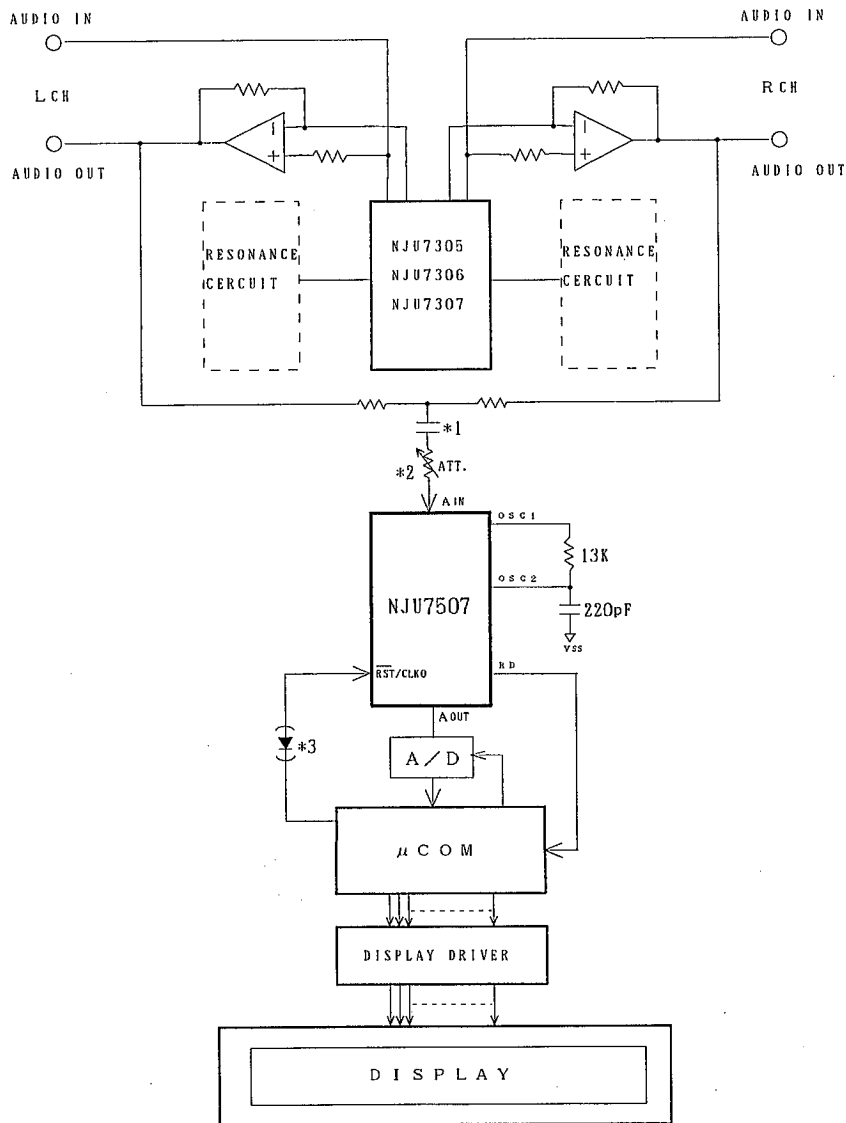 AUDIO IN
AUDIO IN
LCH
RCH
AUDIO OUT
AUDIO OUT
RESONANCE
CERCUIT
NJU7305
NJU7306
NJU7307
RESONANCE
CERCUIT
*1
*2 ATT.
AIN
OSC1
13K
OSC2
NJU7507
220pF
VSS
RD
RST/CLKO
AOUT
*3
A/D
μCOM
DISPLAY DRIVER
DISPLAY